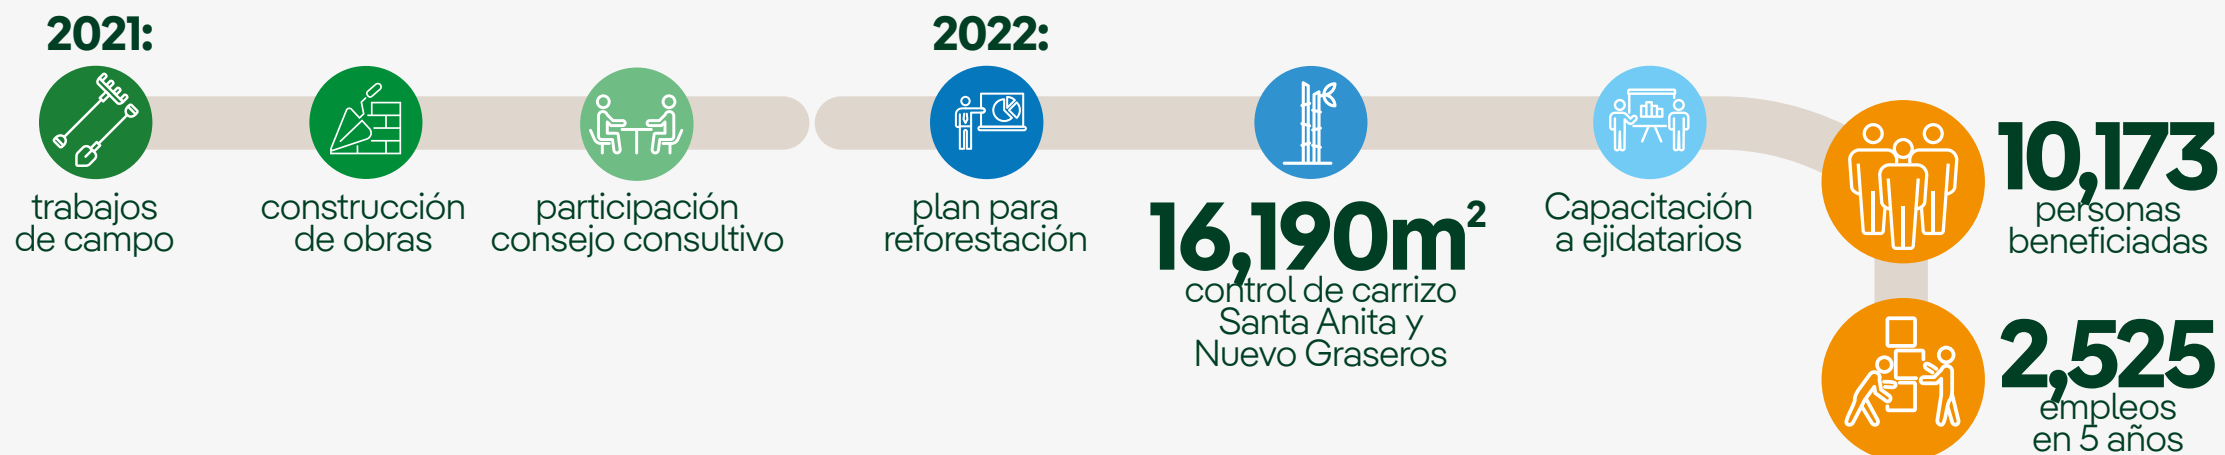 2021:
trabajos
de campo
construcción
de obras
participación
consejo consultivo
2022:
plan para
reforestación
16,190m²
control de carrizo
Santa Anita y
Nuevo Graseros
Capacitación
a ejidatarios
10,173
personas
beneficiadas
2,525
empleos
en 5 años